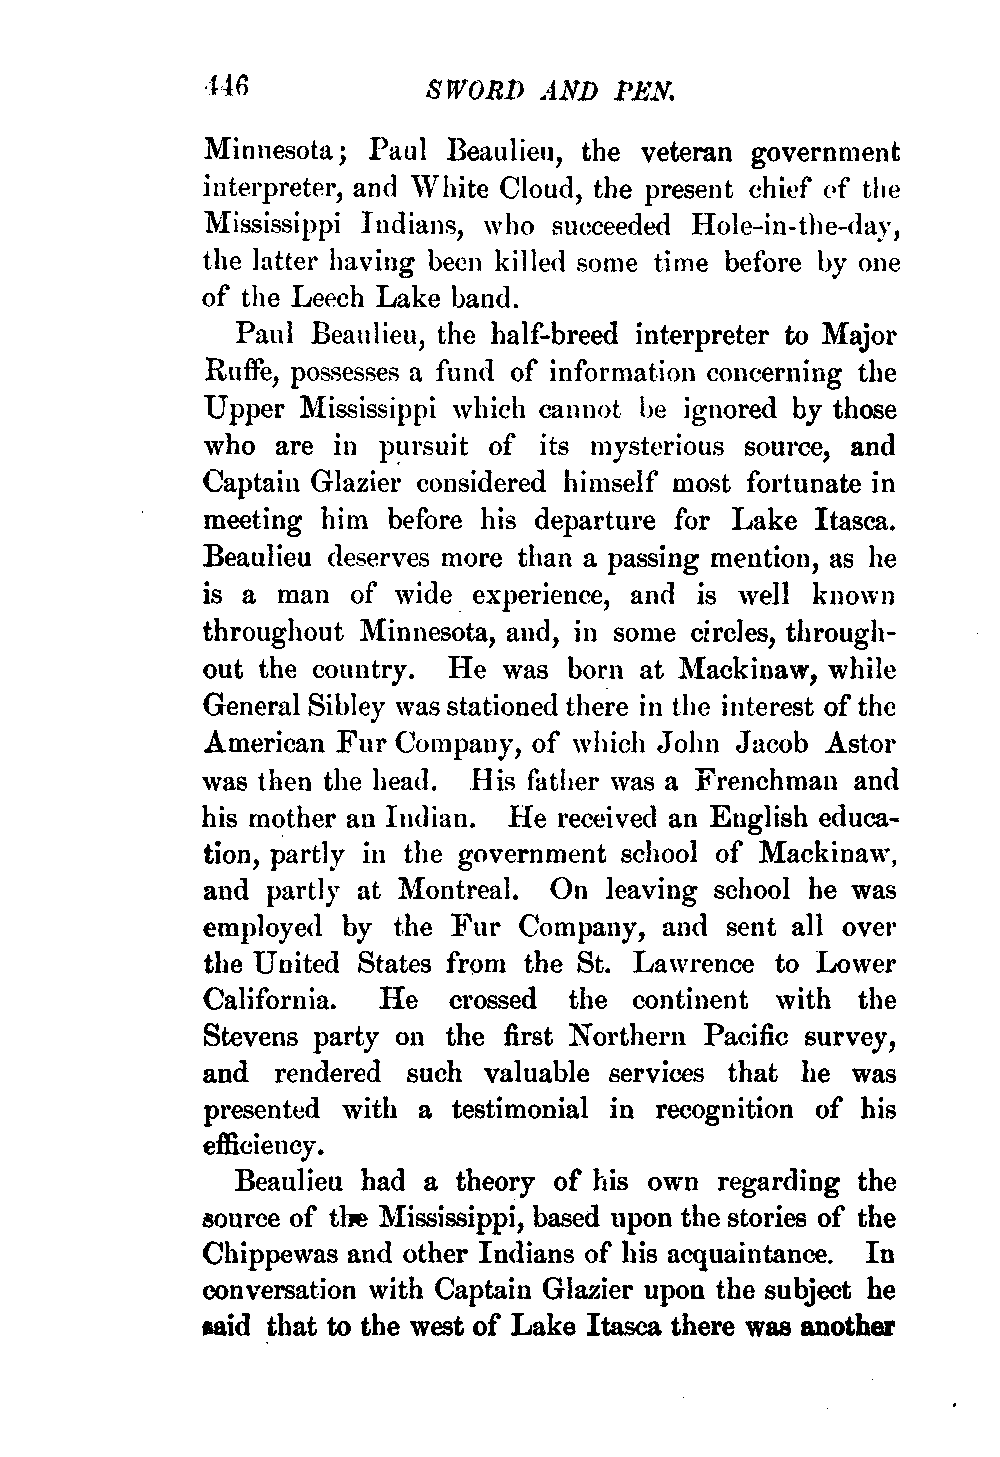 446 SWORD AND PEN.
Minnesota; Paul Beaulieu, the veteran government
interpreter, and White Cloud, the present chief of the
Mississippi Indians, who succeeded Hole-in-the-day,
the latter having been killed some time before by one
of the Leech Lake band.
Paul Beaulieu, the half-breed interpreter to Major
Ruffe, possesses a fund of information concerning the
Upper Mississippi which cannot be ignored by those
who are in pursuit of its mysterious source, and
Captain Glazier considered himself most fortunate in
meeting him before his departure for Lake Itasca.
Beaulieu deserves more than a passing mention, as he
is a man of wide experience, and is well known
throughout Minnesota, and, in some circles, through-
out the country. He was born at Mackinaw, while
General Sibley was stationed there in the interest of the
American Fur Company, of which John Jacob Astor
was then the head. His father was a Frenchman and
his mother an Indian. He received an English educa-
tion, partly in the government school of Mackinaw,
and partly at Montreal. On leaving school he was
employed by the Fur Company, and sent all over
the United States from the St. Lawrence to Lower
California. He crossed the continent with the
Stevens party on the first Northern Pacific survey,
and rendered such valuable services that he was
presented with a testimonial in recognition of his
efficiency.
Beaulieu had a theory of his own regarding the
source of the Mississippi, based upon the stories of the
Chippewas and other Indians of his acquaintance. In
conversation with Captain Glazier upon the subject he
said that to the west of Lake Itasca there was another